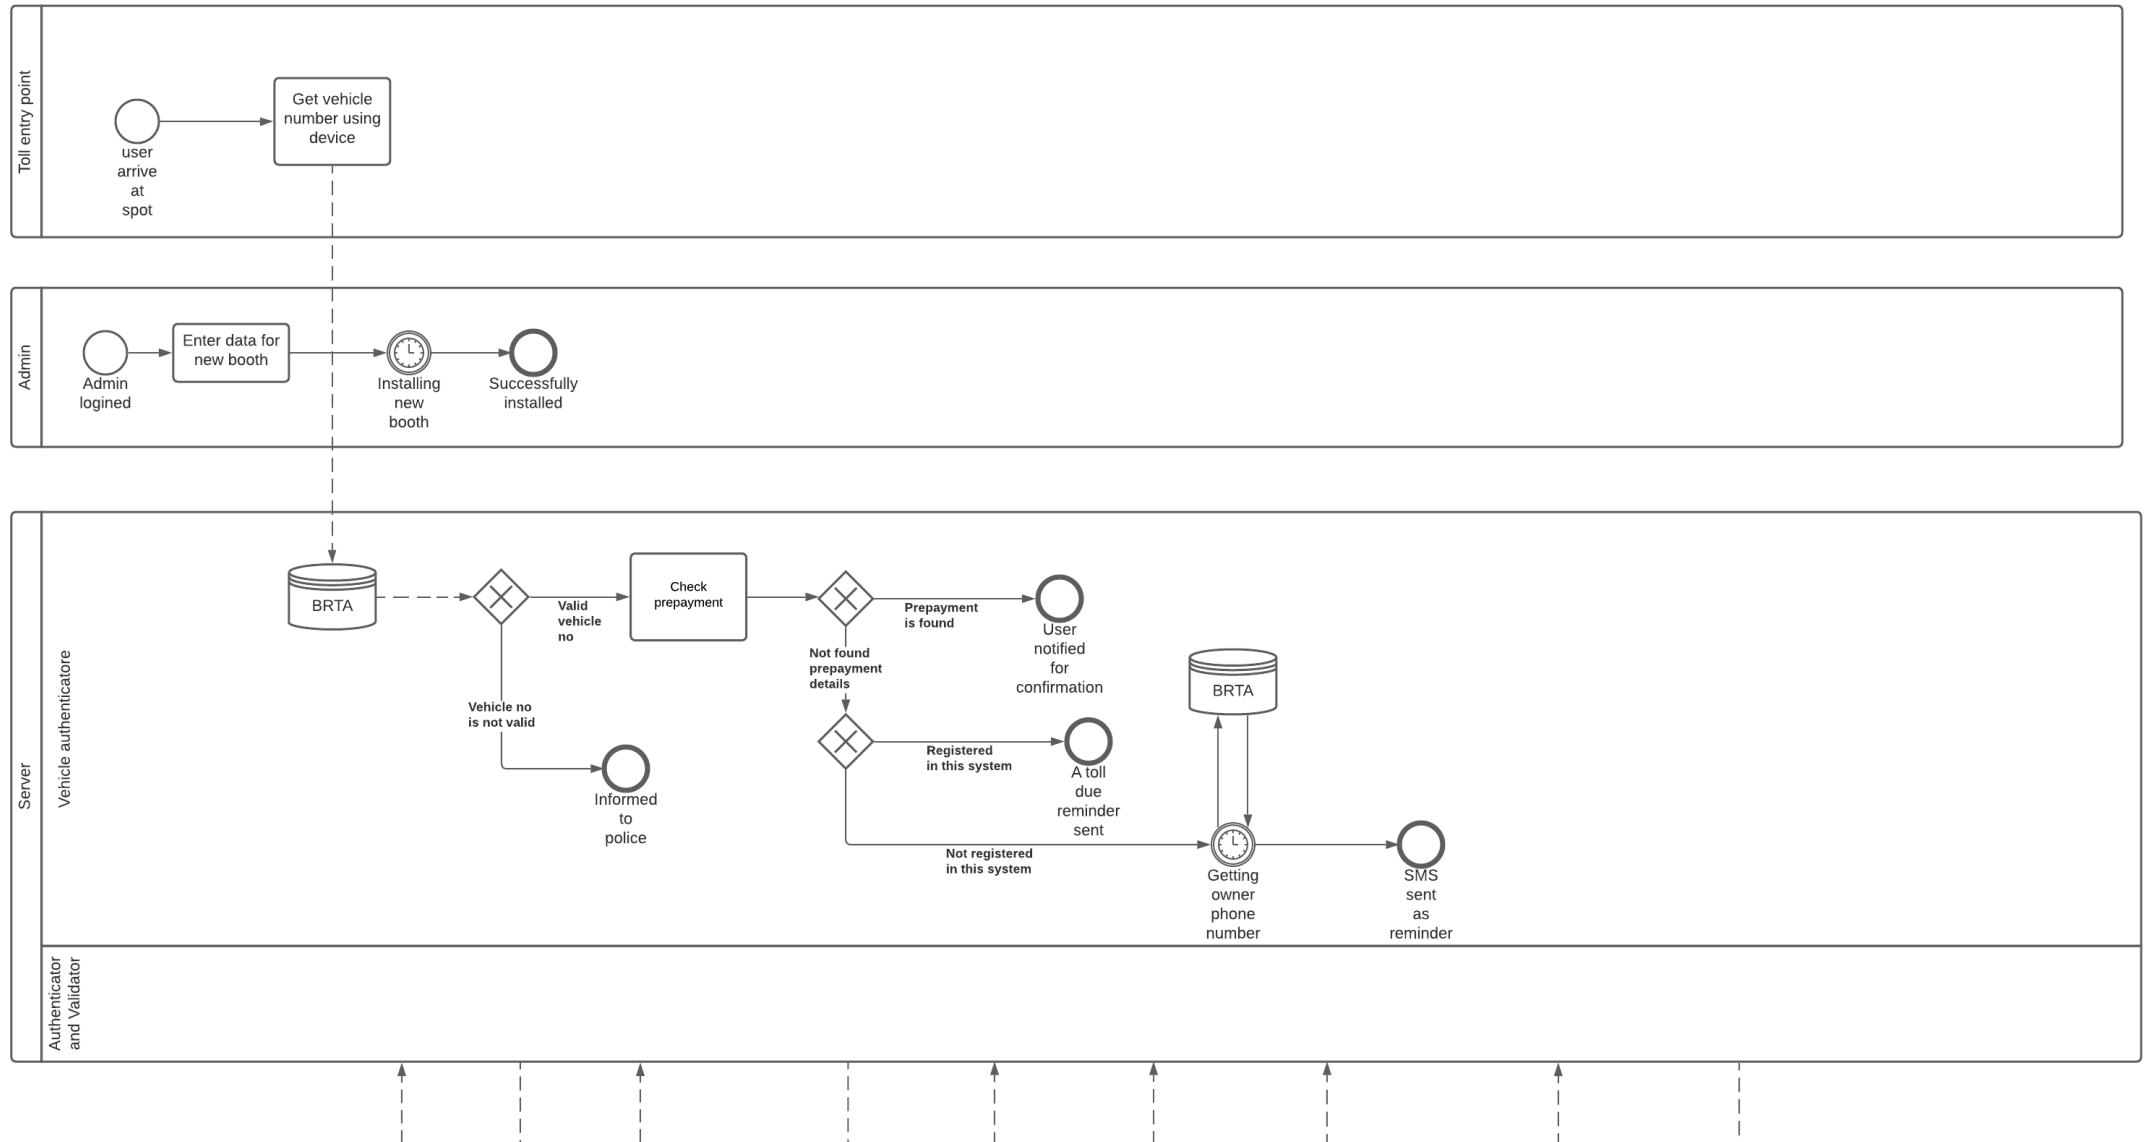 Toll entry point
user
arrive
at
spot
Get vehicle
number using
device
Admin
Admin
logined
Enter data for
new booth
Installing
new
booth
Successfully
installed
Server
Vehicle authenticatore
BRTA
Valid
vehicle
no
Vehicle no
is not valid
Informed
to
police
Check
prepayment
Prepayment
is found
User
notified
for
confirmation
Not found
prepayment
details
Registered
in this system
A toll
due
reminder
sent
Not registered
in this system
BRTA
Getting
owner
phone
number
SMS
sent
as
reminder
Authenticator
and Validator